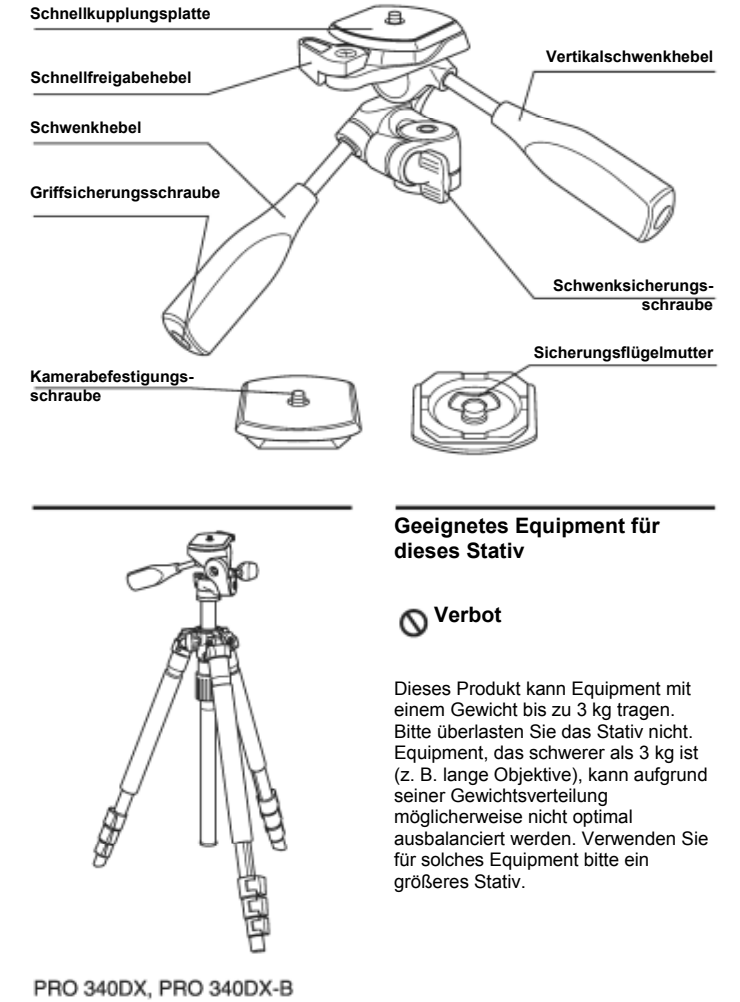 Schnellkupplungsplatte
Vertikalschwenkhebel
Schnellfreigabehebel
Schwenkhebel
Griffsicherungsschraube
Schwenksicherungs-
schraube
Sicherungsflügelmutter
Kamerabefestigungs-
schraube
Geeignetes Equipment für
dieses Stativ
Verbot
Dieses Produkt kann Equipment mit
einem Gewicht bis zu 3 kg tragen.
Bitte überlasten Sie das Stativ nicht.
Equipment, das schwerer als 3 kg ist
(z. B. lange Objektive), kann aufgrund
seiner Gewichtsverteilung
möglicherweise nicht optimal
ausbalanciert werden. Verwenden Sie
für solches Equipment bitte ein
größeres Stativ.
PRO 340DX, PRO 340DX-B